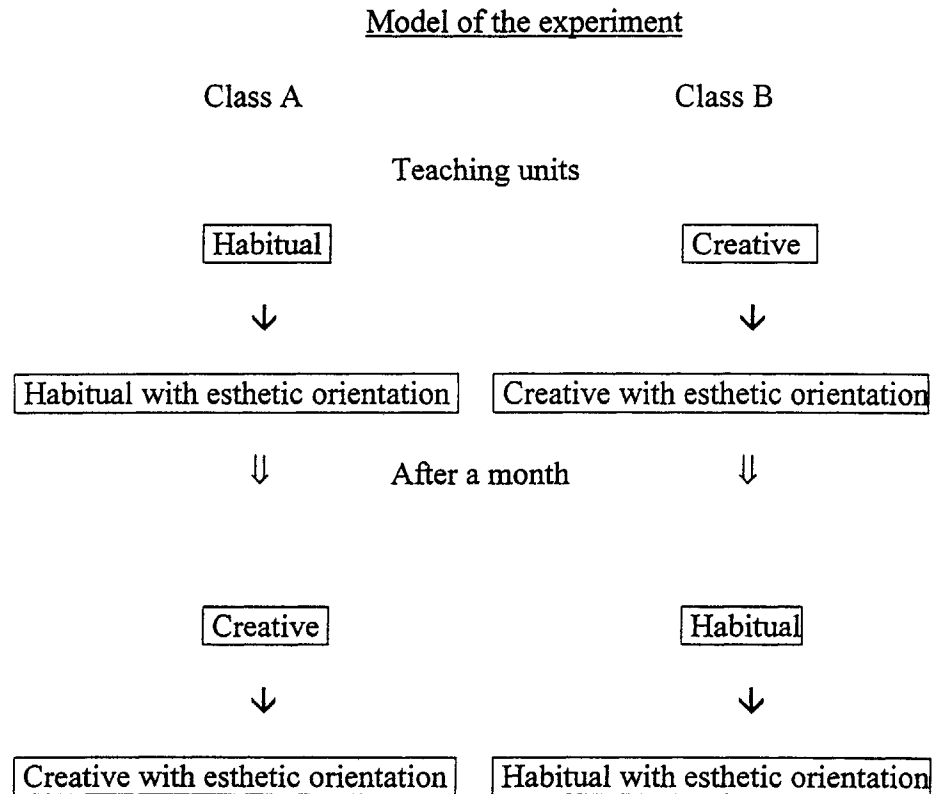 Model of the experiment
Class A Class B
Teaching units
Habitual Creative
↓ ↓
Habitual with esthetic orientation Creative with esthetic orientation
⇓ After a month ⇓
Creative Habitual
↓ ↓
Creative with esthetic orientation Habitual with esthetic orientation